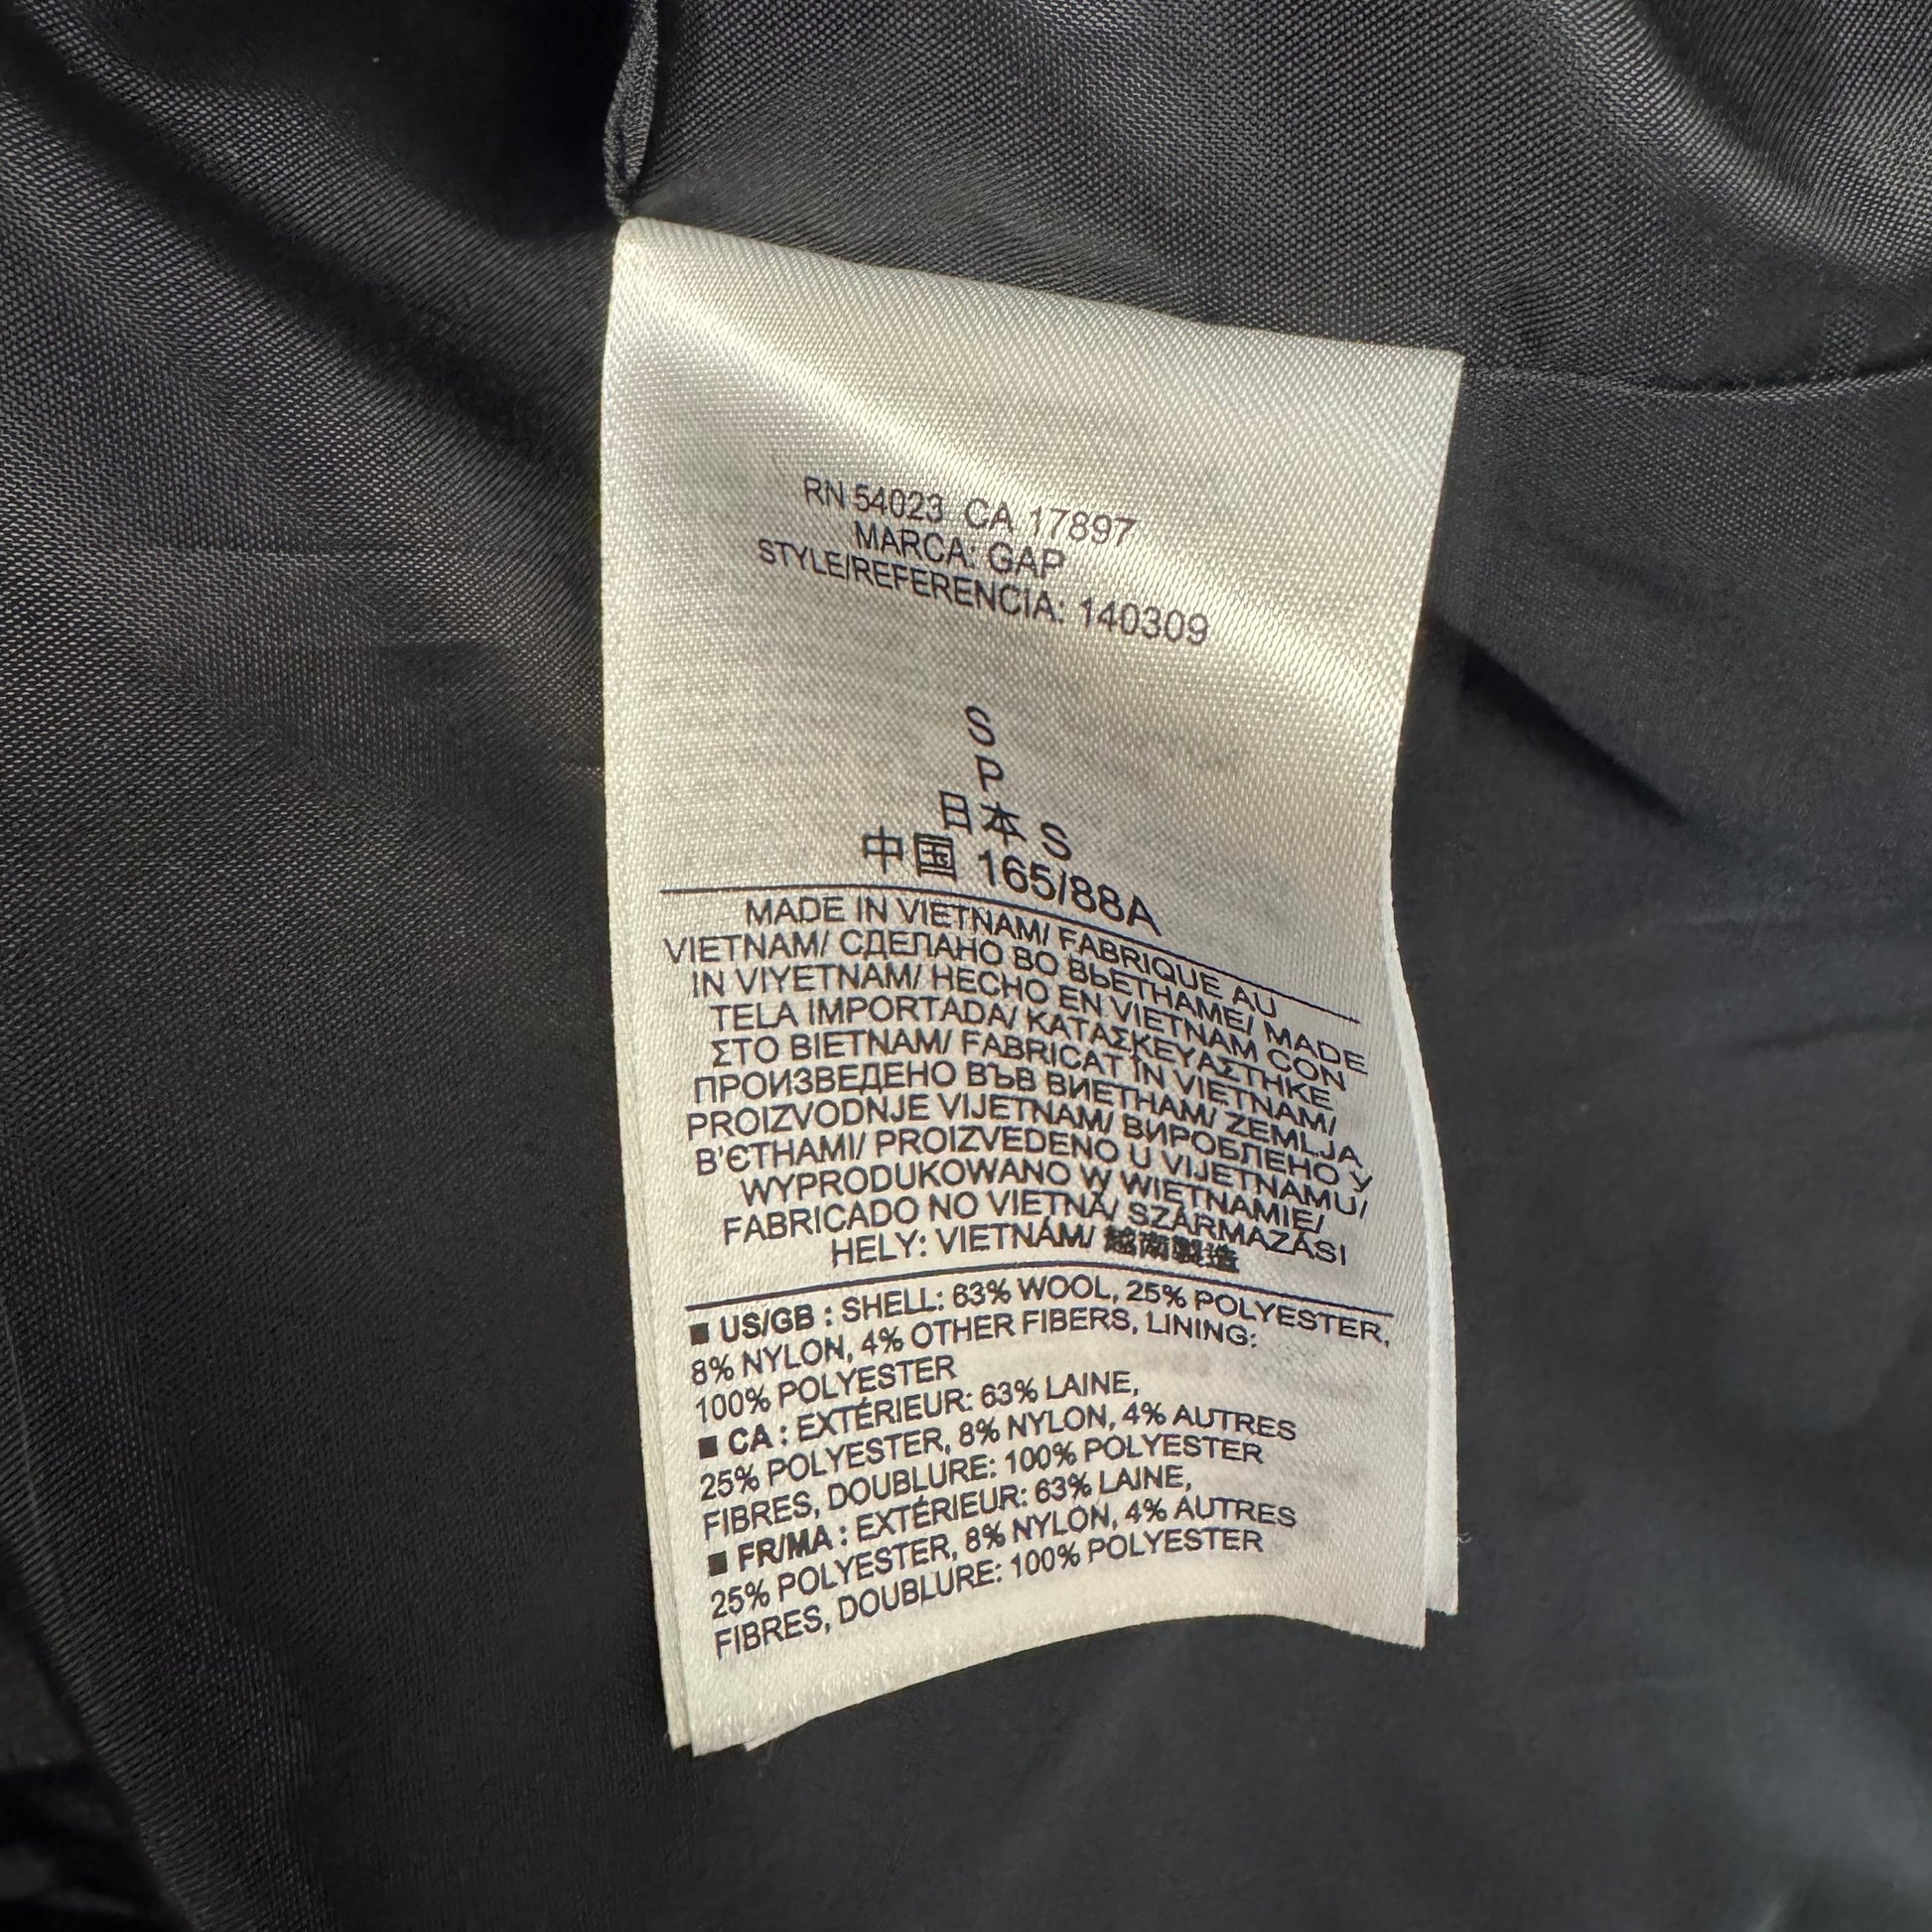 RN 54023 CA 17897
MARCA: GAP
STYLE/REFERENCIA: 140309
S
P
日本 S
中国 165/88A
MADE IN VIETNAM/ FABRIQUE AU
VIETNAM/ СДЕЛАНО ВО ВЬЕТНАМЕ/ MADE
IN VIYETNAM/ HECHO EN VIETNAM CON
TELA IMPORTADA/ ΚΑΤΑΣΚΕΥΑΣΤΗΚΕ
ΣΤΟ ΒΙΕΤΝΑΜ/ FABRICAT ÎN VIETNAM/
ПРОИЗВЕДЕНО ВЪВ ВИЕТНАМ/ ZEMLJA
PROIZVODNJE VIJETNAM/ ВИРОБЛЕНО У
В'ЄТНАМІ/ PROIZVEDENO U VIJETNAMU/
WYPRODUKOWANO W WIETNAMIE/
FABRICADO NO VIETNÃ/ SZÁRMAZÁSI
HELY: VIETNÁM/ 越南製造
■ US/GB : SHELL: 63% WOOL, 25% POLYESTER,
8% NYLON, 4% OTHER FIBERS, LINING:
100% POLYESTER
■ CA : EXTÉRIEUR: 63% LAINE,
25% POLYESTER, 8% NYLON, 4% AUTRES
FIBRES, DOUBLURE: 100% POLYESTER
■ FR/MA : EXTÉRIEUR: 63% LAINE,
25% POLYESTER, 8% NYLON, 4% AUTRES
FIBRES, DOUBLURE: 100% POLYESTER